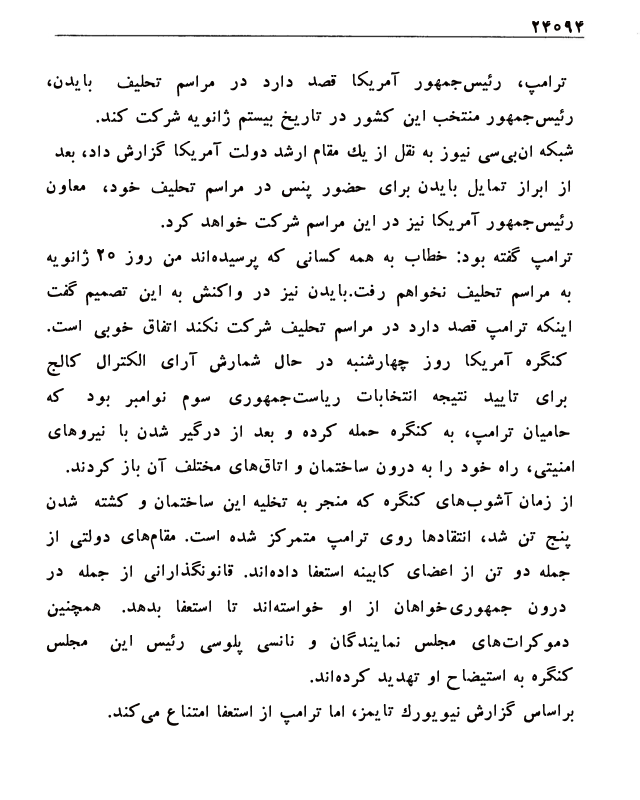 ۲۴۰۹۴
ترامپ، رئیس‌جمهور آمریکا قصد دارد در مراسم تحلیف بایدن،
رئیس‌جمهور منتخب این کشور در تاریخ بیستم ژانویه شرکت کند.
شبکه ان‌بی‌سی نیوز به نقل از یك مقام ارشد دولت آمریکا گزارش داد، بعد
از ابراز تمایل بایدن برای حضور پنس در مراسم تحلیف خود، معاون
رئیس‌جمهور آمریکا نیز در این مراسم شرکت خواهد کرد.
ترامپ گفته بود: خطاب به همه کسانی که پرسیده‌اند من روز ۲۰ ژانویه
به مراسم تحلیف نخواهم رفت.بایدن نیز در واکنش به این تصمیم گفت
اینکه ترامپ قصد دارد در مراسم تحلیف شرکت نکند اتفاق خوبی است.
کنگره آمریکا روز چهارشنبه در حال شمارش آرای الکترال کالج
برای تایید نتیجه انتخابات ریاست‌جمهوری سوم نوامبر بود که
حامیان ترامپ، به کنگره حمله کرده و بعد از درگیر شدن با نیروهای
امنیتی، راه خود را به درون ساختمان و اتاق‌های مختلف آن باز کردند.
از زمان آشوب‌های کنگره که منجر به تخلیه این ساختمان و کشته شدن
پنج تن شد، انتقادها روی ترامپ متمرکز شده است. مقام‌های دولتی از
جمله دو تن از اعضای کابینه استعفا داده‌اند. قانونگذارانی از جمله در
درون جمهوری‌خواهان از او خواسته‌اند تا استعفا بدهد. همچنین
دموکرات‌های مجلس نمایندگان و نانسی پلوسی رئیس این مجلس
کنگره به استیضاح او تهدید کرده‌اند.
براساس گزارش نیویورك تایمز، اما ترامپ از استعفا امتناع می‌کند.